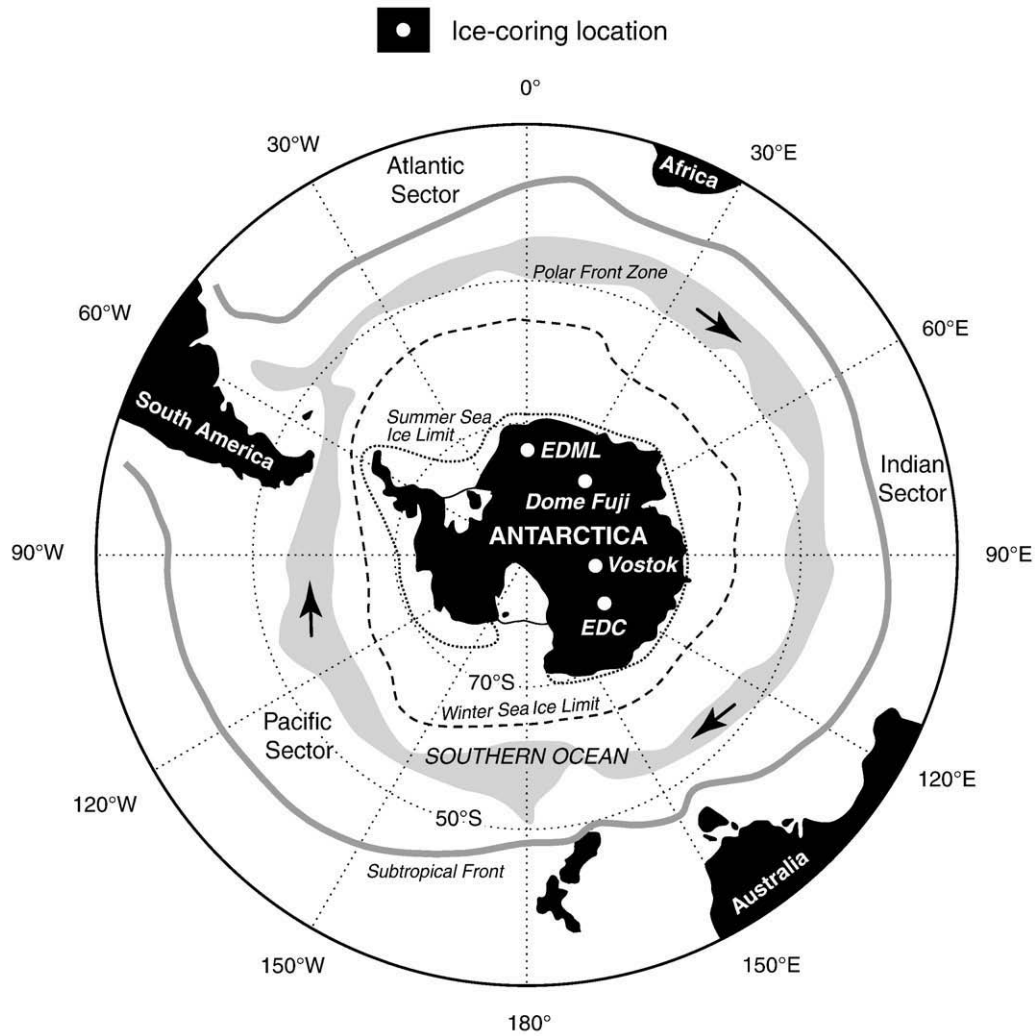 Ice-coring location
0°
30°W
30°E
Atlantic
Sector
Africa
Polar Front Zone
60°W
60°E
South America
Summer Sea
Ice Limit
EDML
Dome Fuji
Indian
Sector
ANTARCTICA
90°W
90°E
Vostok
EDC
70°S
Winter Sea Ice Limit
Pacific
Sector
SOUTHERN OCEAN
120°W
120°E
50°S
Subtropical Front
Australia
150°W
150°E
180°